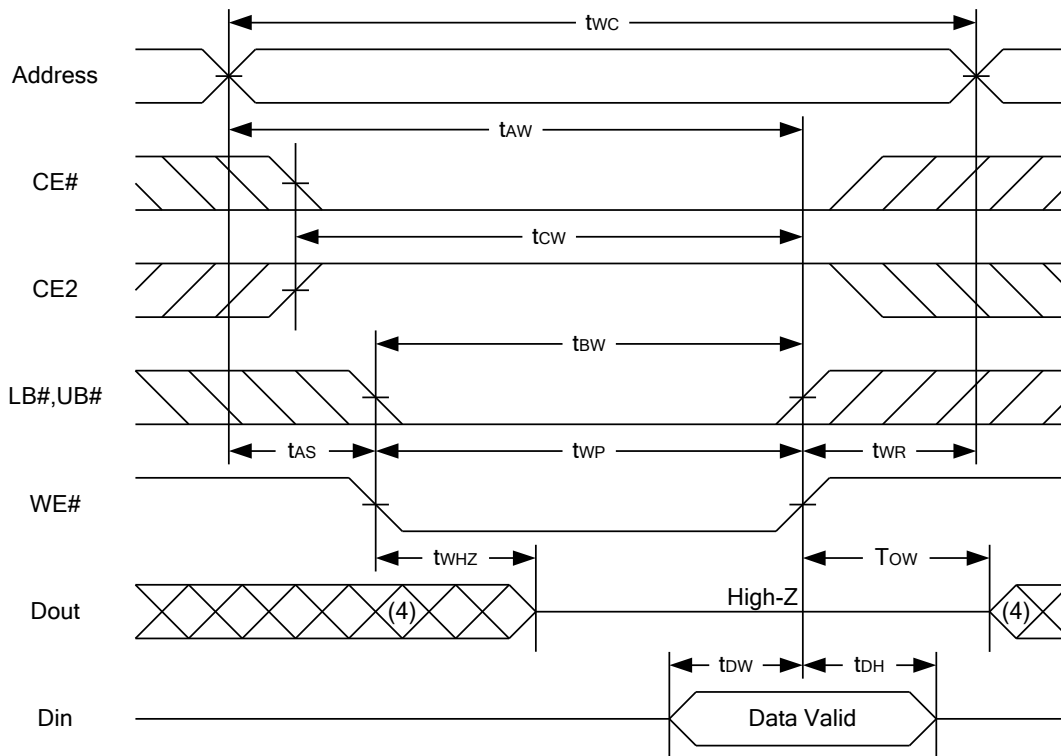 tWC
Address
tAW
CE#
tCW
CE2
tBW
LB#,UB#
tAS
tWP
tWR
WE#
tWHZ
TOW
Dout
(4)
High-Z
(4)
tDW
tDH
Din
Data Valid